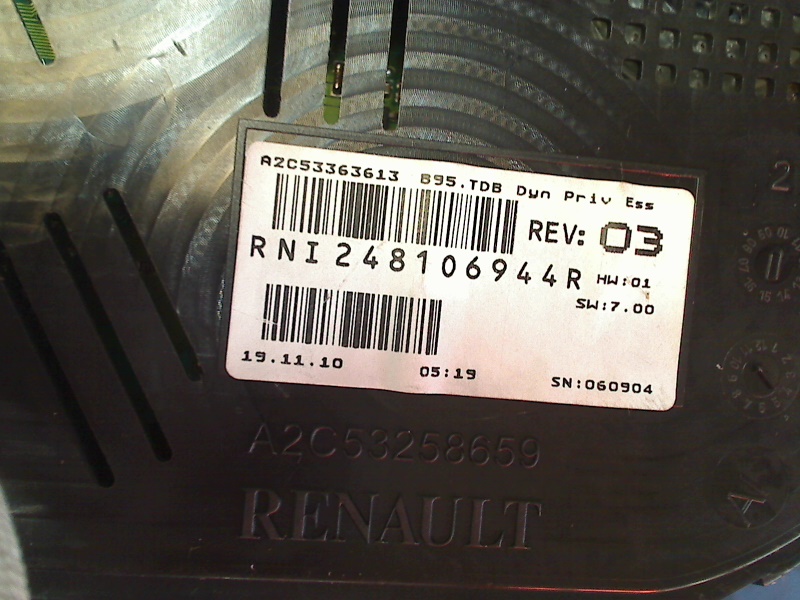 A2C53363613 B95.TDB Dyn Priv Ess
REV: 03
RNI248106944R HW:01
SW:7.00
19.11.10 05:19 SN:060904
A2C53258659
RENAULT
2
A